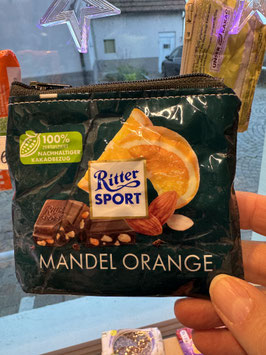 100%
NACHHALTIGER
KAKAOBEZUG
Ritter
SPORT
MANDEL ORANGE